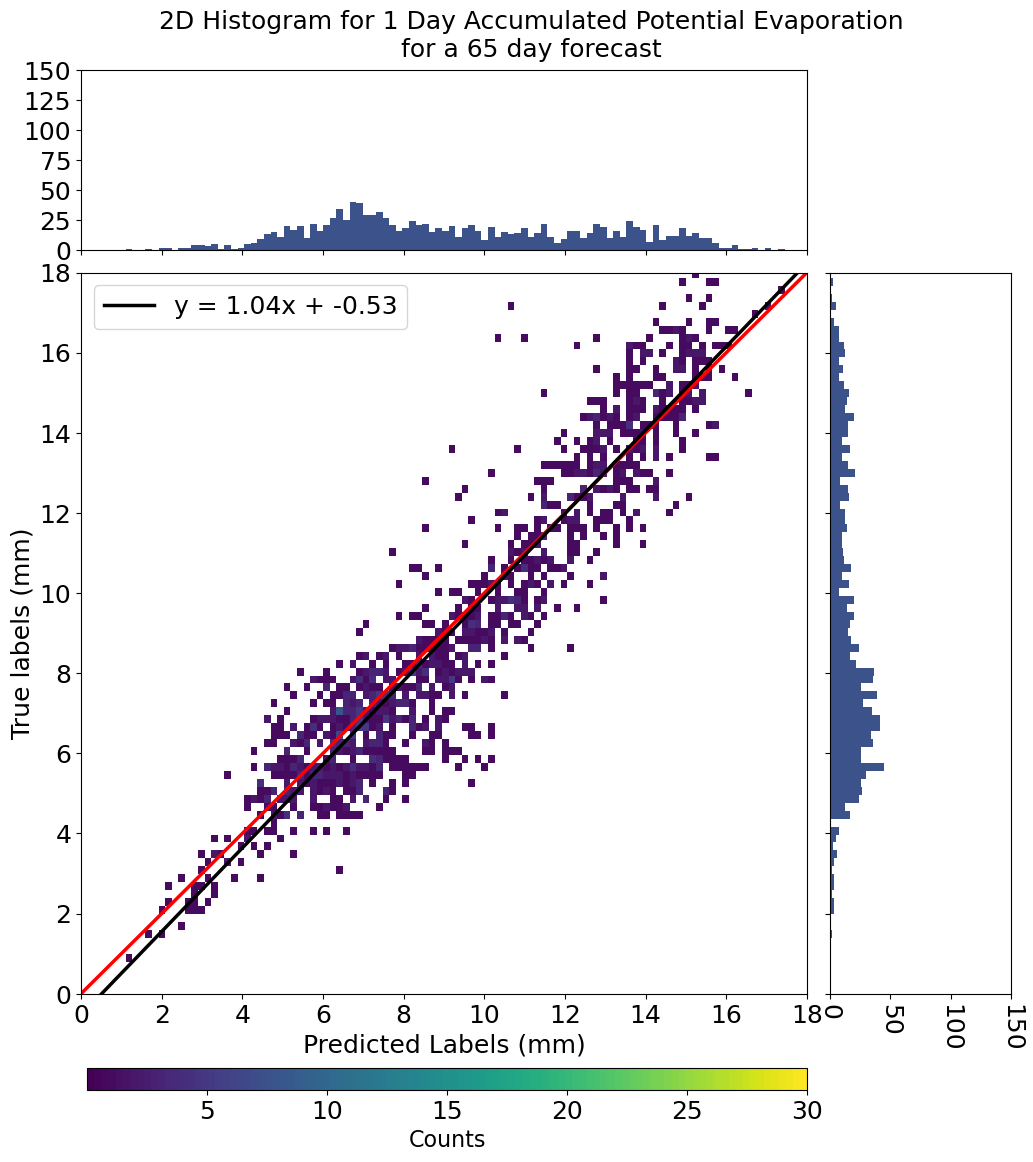 2D Histogram for 1 Day Accumulated Potential Evaporation
for a 65 day forecast
150
125
100
75
50
25
0
18
16
14
12
10
8
6
4
2
0
True labels (mm)
y = 1.04x + -0.53
0 2 4 6 8 10 12 14 16 18
Predicted Labels (mm)
0 50 100 150
5 10 15 20 25 30
Counts